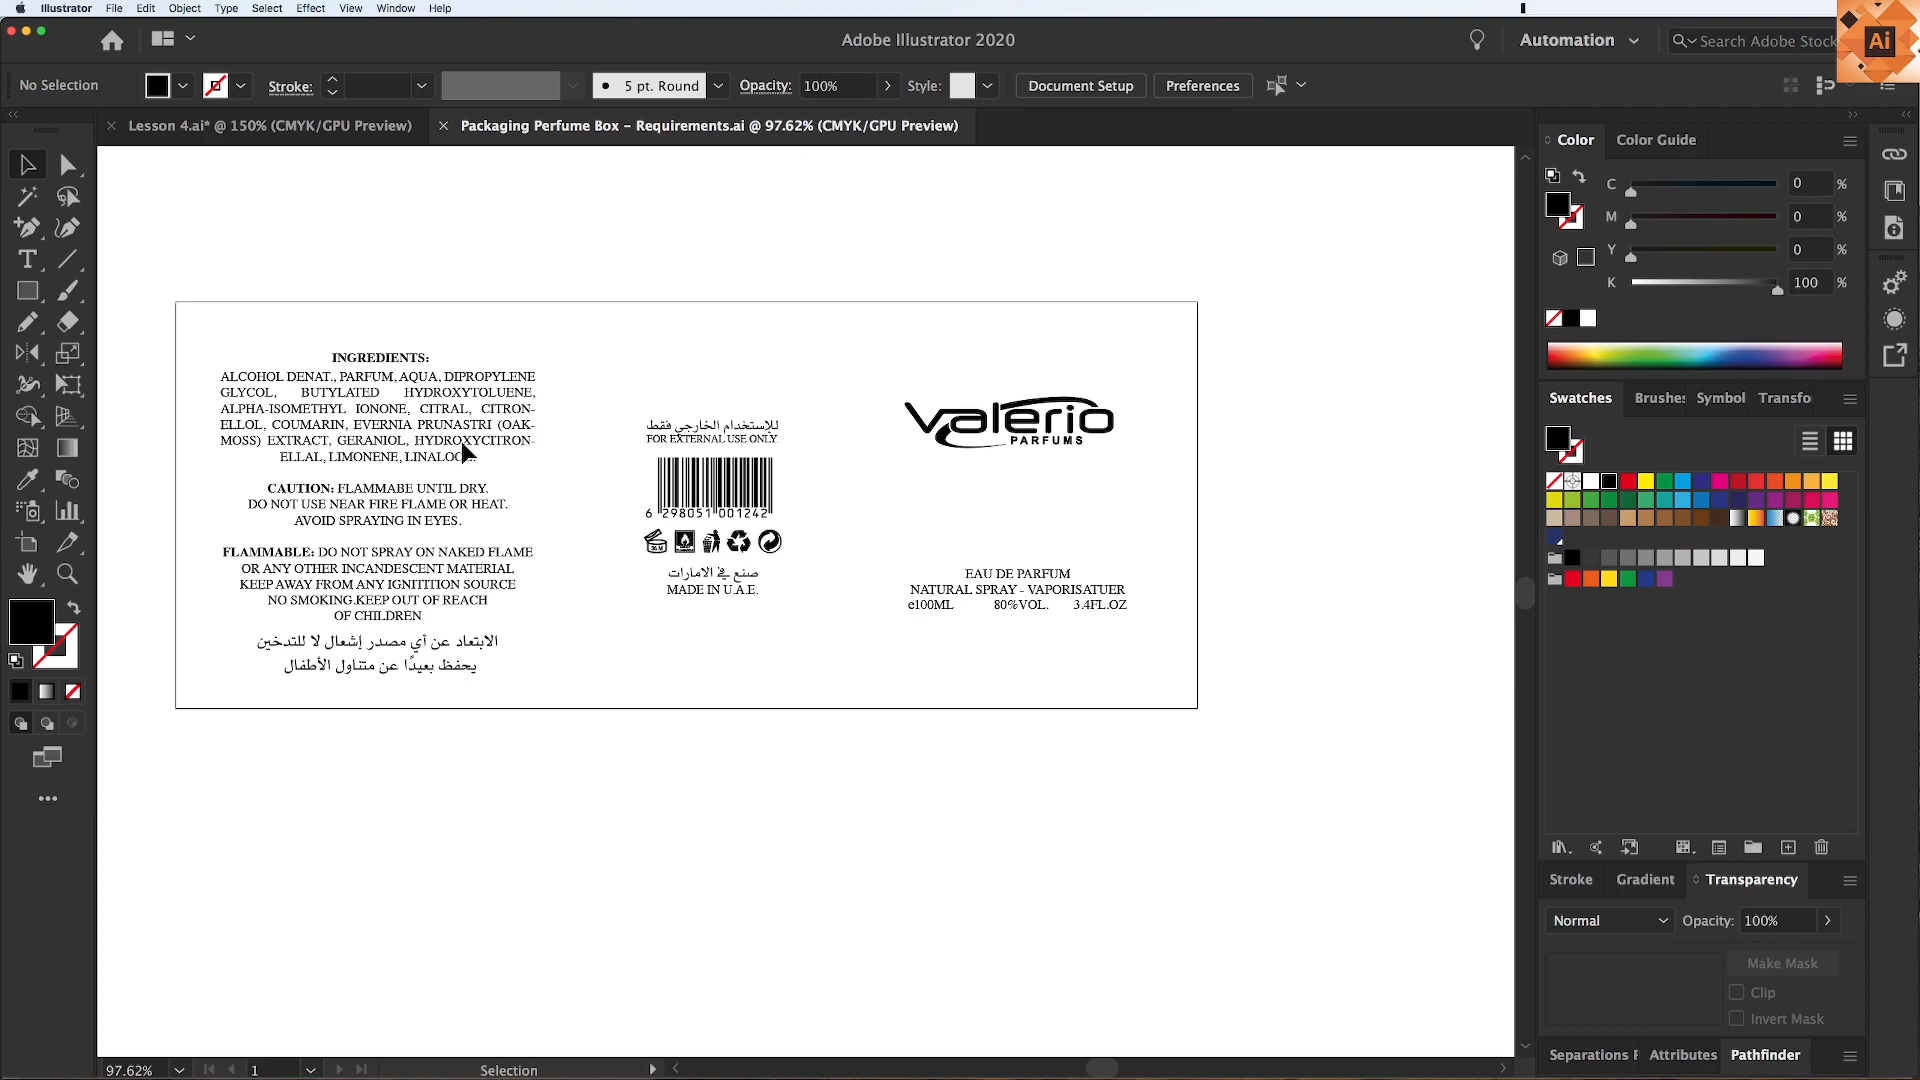 Illustrator File Edit Object Type Select Effect View Window Help
Adobe Illustrator 2020
Automation
Search Adobe Stock
Ai
No Selection
Stroke:
5 pt. Round
Opacity: 100%
Style:
Document Setup
Preferences
Lesson 4.ai* @ 150% (CMYK/GPU Preview)
Packaging Perfume Box – Requirements.ai @ 97.62% (CMYK/GPU Preview)
INGREDIENTS:
ALCOHOL DENAT., PARFUM, AQUA, DIPROPYLENE
GLYCOL, BUTYLATED HYDROXYTOLUENE,
ALPHA-ISOMETHYL IONONE, CITRAL, CITRON-
ELLOL, COUMARIN, EVERNIA PRUNASTRI (OAK-
MOSS) EXTRACT, GERANIOL, HYDROXYCITRON-
ELLAL, LIMONENE,
CAUTION: FLAMMABE UNTIL DRY.
DO NOT USE NEAR FIRE FLAME OR HEAT.
AVOID SPRAYING IN EYES.
FLAMMABLE: DO NOT SPRAY ON NAKED FLAME
OR ANY OTHER INCANDESCENT MATERIAL
KEEP AWAY FROM ANY IGNITTION SOURCE
NO SMOKING.KEEP OUT OF REACH
OF CHILDREN
الابتعاد عن أي مصدر إشعال لا للتدخين
يحفظ بعيدًا عن متناول الأطفال
للإستخدام الخارجي فقط
FOR EXTERNAL USE ONLY.
6 298051 001242
36 M
صنع في الامارات
MADE IN U.A.E.
valerio
PARFUMS
EAU DE PARFUM
NATURAL SPRAY - VAPORISATUER
e100ML 80%VOL. 3.4FL.OZ
Color
Color Guide
C 0 %
M 0 %
Y 0 %
K 100 %
Swatches
Brushes
Symbol
Transfo
Stroke
Gradient
Transparency
Normal
Opacity: 100%
Make Mask
Clip
Invert Mask
Separations
Attributes
Pathfinder
97.62%
1
Selection